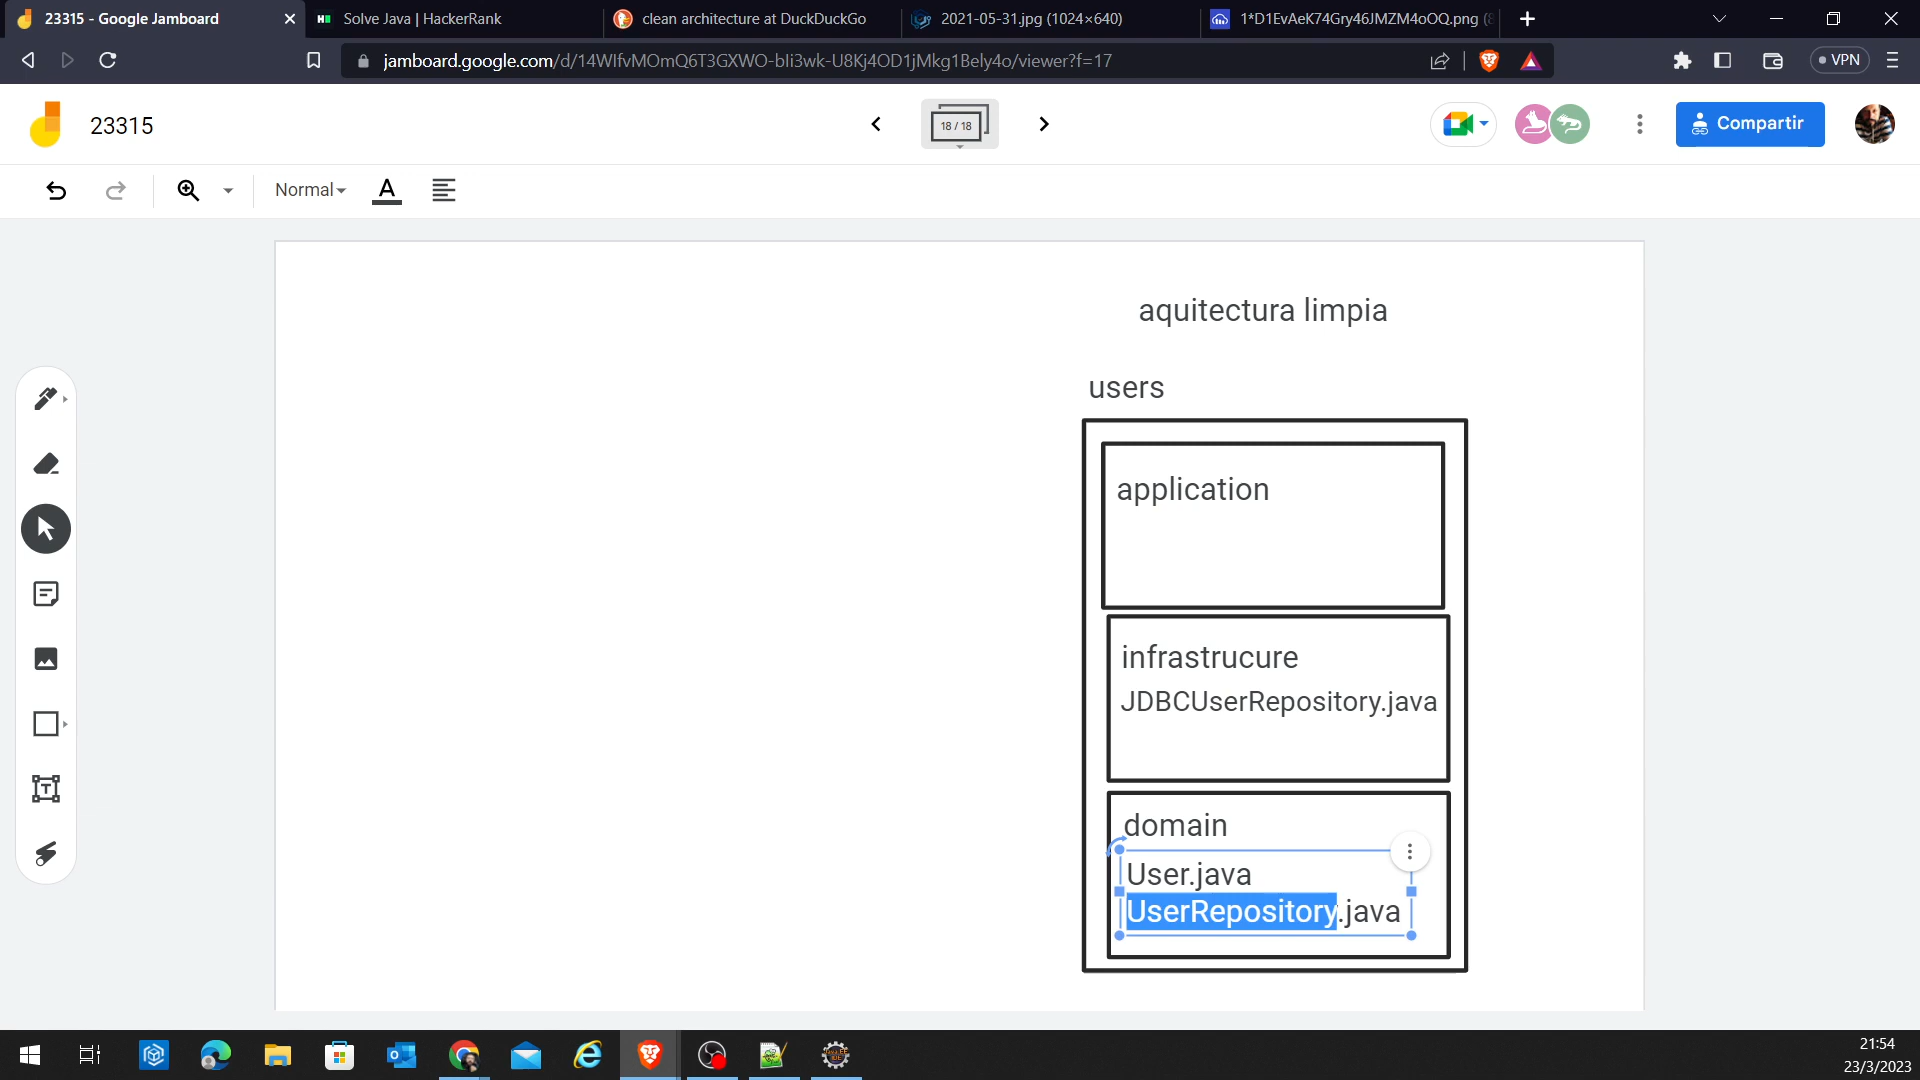 23315 - Google Jamboard
Solve Java | HackerRank
clean architecture at DuckDuckGo
2021-05-31.jpg (1024×640)
1*D1EvAeK74Gry46JMZM4oOQ.png (8
jamboard.google.com/d/14WIfvMOmQ6T3GXWO-bIi3wk-U8Kj4OD1jMkg1Bely4o/viewer?f=17
VPN
23315
18 / 18
Compartir
Normal
A
aquitectura limpia
users
application
infrastrucure
JDBCUserRepository.java
domain
User.java
UserRepository.java
21:54
23/3/2023